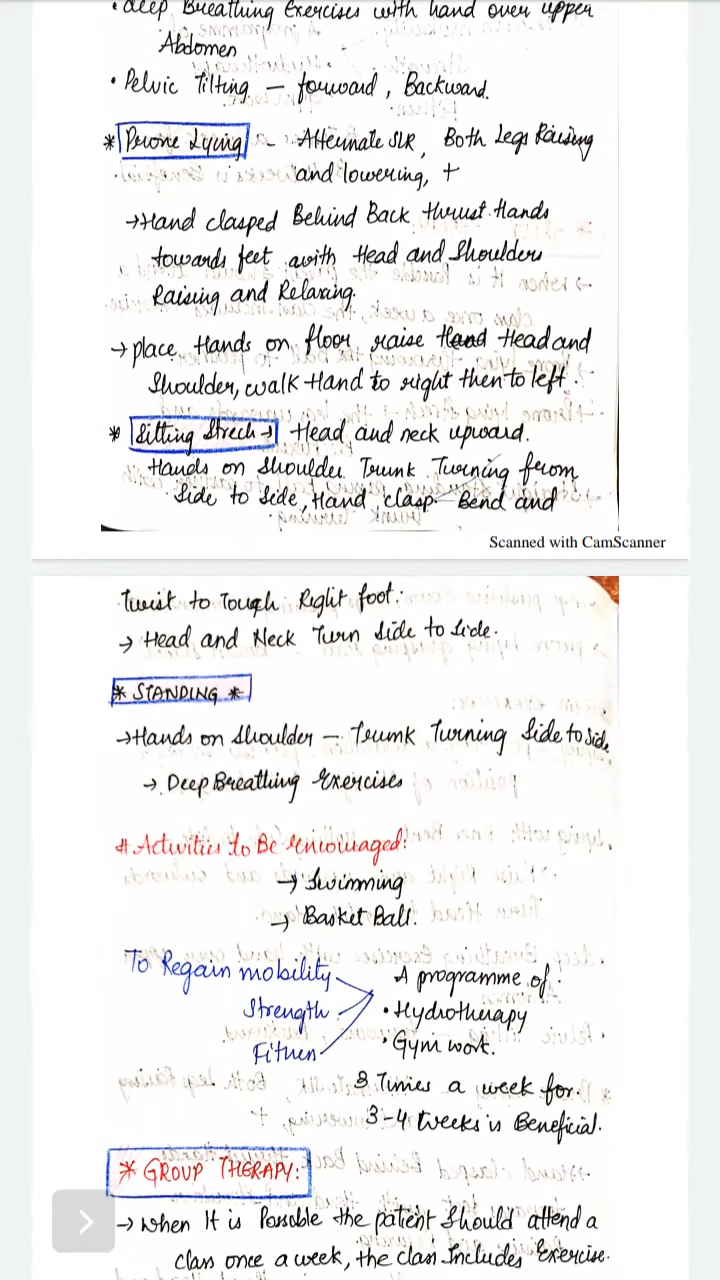 • deep Breathing Exercises with hand over upper
Abdomen
• Pelvic Tilting – forward, Backward.
* Prone Lying – Alternate SLR, Both Legs Raising
and lowering, +
→ Hand clasped Behind Back thrust Hands
towards feet with Head and Shoulders
Raising and Relaxing.
→ place Hands on floor raise Head Head and
Shoulder, walk Hand to right then to left.
* Sitting Strech → Head and neck upward.
Hands on Shoulder Trunk Turning from
Side to Side, Hand clasp – Bend and
Scanned with CamScanner
Twist to Tough Right foot.
→ Head and Neck Turn Side to Side.
* STANDING *
→ Hands on Shoulder – Trumk Turning Side to Side
→ Deep Breathing Exercises
# Activities to Be encouraged:
→ Swimming
→ Basket Ball.
To Regain mobility
Strength
Fitness
A programme of
• Hydrotherapy
• Gym work.
3 Times a week for
3-4 weeks is Beneficial.
* GROUP THERAPY:
→ When It is Possible the patient Should attend a
class once a week, the class Includes Exercise.